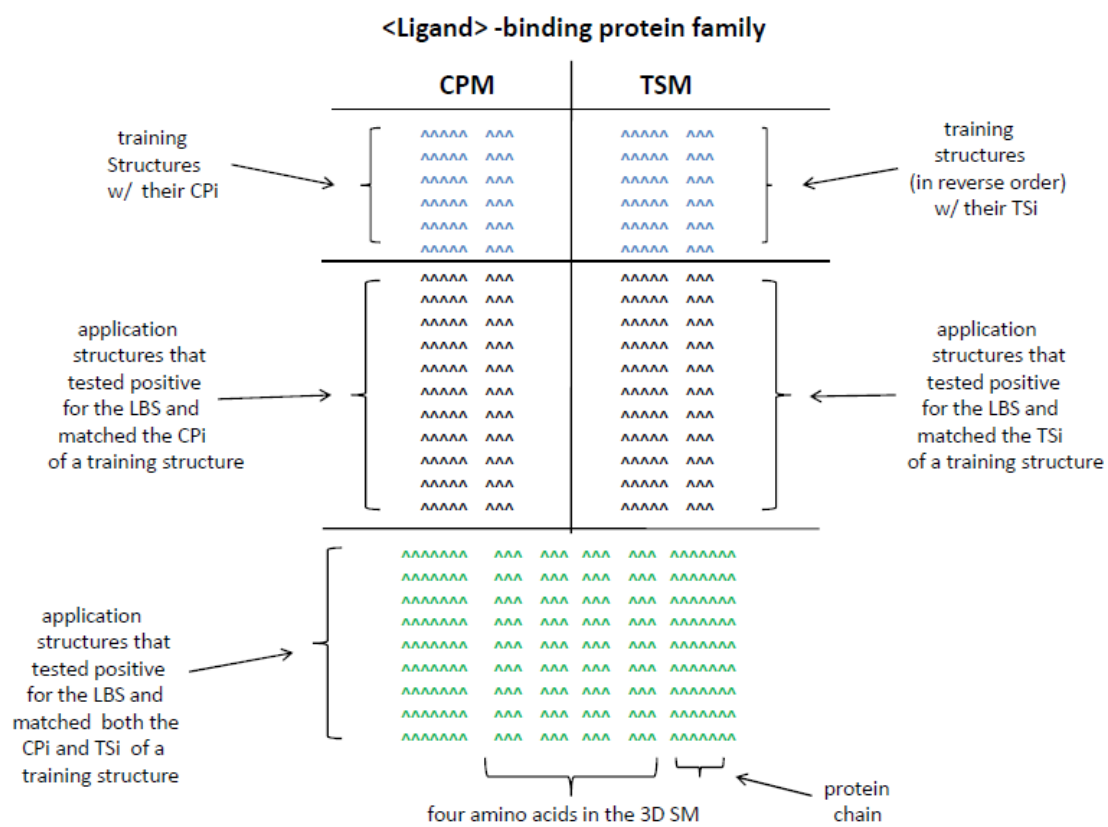 <Ligand> -binding protein family
CPM
TSM
training
Structures
w/ their CPi
^^^^^ ^^^ ^^^^^ ^^^
^^^^^ ^^^ ^^^^^ ^^^
^^^^^ ^^^ ^^^^^ ^^^
^^^^^ ^^^ ^^^^^ ^^^
^^^^^ ^^^ ^^^^^ ^^^
^^^^^ ^^^ ^^^^^ ^^^
training
structures
(in reverse order)
w/ their TSi
application
structures that
tested positive
for the LBS and
matched the CPi
of a training structure
^^^^^ ^^^ ^^^^^ ^^^
^^^^^ ^^^ ^^^^^ ^^^
^^^^^ ^^^ ^^^^^ ^^^
^^^^^ ^^^ ^^^^^ ^^^
^^^^^ ^^^ ^^^^^ ^^^
^^^^^ ^^^ ^^^^^ ^^^
^^^^^ ^^^ ^^^^^ ^^^
^^^^^ ^^^ ^^^^^ ^^^
^^^^^ ^^^ ^^^^^ ^^^
^^^^^ ^^^ ^^^^^ ^^^
^^^^^ ^^^ ^^^^^ ^^^
application
structures that
tested positive
for the LBS and
matched the TSi
of a training structure
application
structures that
tested positive
for the LBS and
matched both the
CPi and TSi of a
training structure
^^^^^^^ ^^^ ^^^ ^^^ ^^^ ^^^^^^^
^^^^^^^ ^^^ ^^^ ^^^ ^^^ ^^^^^^^
^^^^^^^ ^^^ ^^^ ^^^ ^^^ ^^^^^^^
^^^^^^^ ^^^ ^^^ ^^^ ^^^ ^^^^^^^
^^^^^^^ ^^^ ^^^ ^^^ ^^^ ^^^^^^^
^^^^^^^ ^^^ ^^^ ^^^ ^^^ ^^^^^^^
^^^^^^^ ^^^ ^^^ ^^^ ^^^ ^^^^^^^
^^^^^^^ ^^^ ^^^ ^^^ ^^^ ^^^^^^^
^^^^^^^ ^^^ ^^^ ^^^ ^^^ ^^^^^^^
four amino acids in the 3D SM
protein
chain